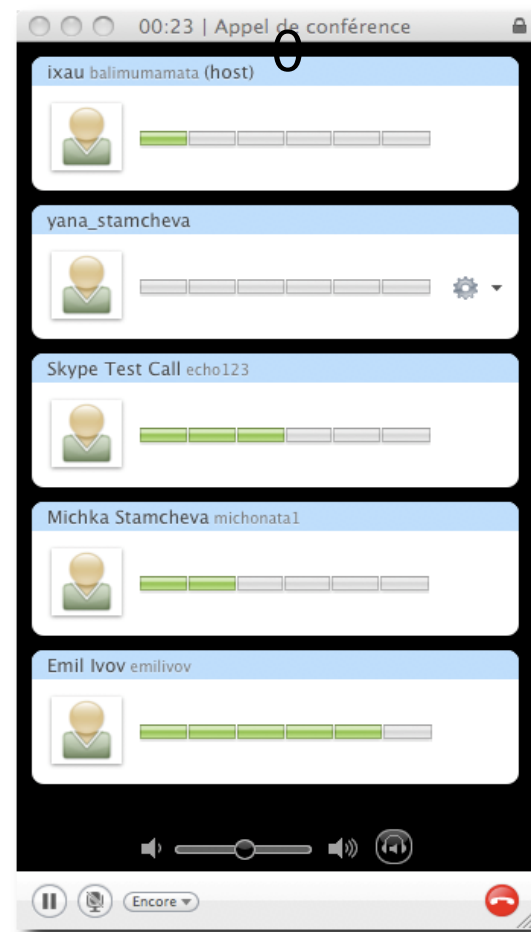 00:23 | Appel de conférence
0
ixau balimumamata (host)
yana_stamcheva
Skype Test Call echo123
Michka Stamcheva michonata1
Emil Ivov emilivov
Encore